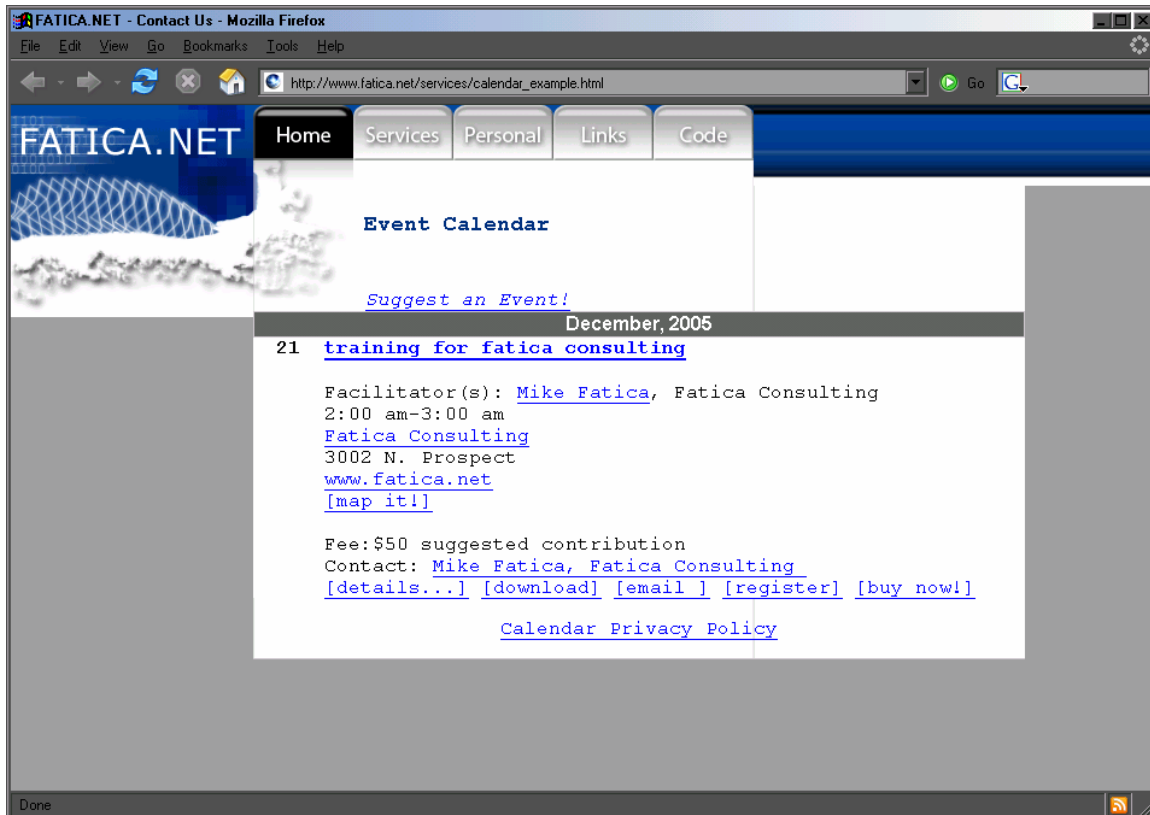 FATICA.NET - Contact Us - Mozilla Firefox
File Edit View Go Bookmarks Tools Help
http://www.fatica.net/services/calendar_example.html Go G
FATICA.NET
Home Services Personal Links Code
Event Calendar
Suggest an Event!
December, 2005
21 training for fatica consulting
Facilitator(s): Mike Fatica, Fatica Consulting
2:00 am-3:00 am
Fatica Consulting
3002 N. Prospect
www.fatica.net
[map it!]
Fee:$50 suggested contribution
Contact: Mike Fatica, Fatica Consulting
[details...] [download] [email ] [register] [buy now!]
Calendar Privacy Policy
Done